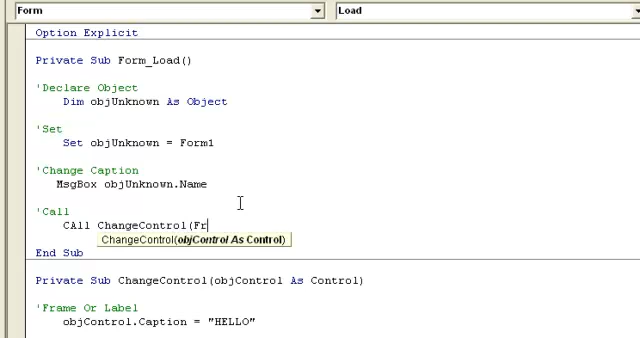 Form Load
Option Explicit
Private Sub Form_Load()
'Declare Object
Dim objUnknown As Object
'Set
Set objUnknown = Form1
'Change Caption
MsgBox objUnknown.Name
'Call
CAll ChangeControl(Fr
ChangeControl(objControl As Control)
End Sub
Private Sub ChangeControl(objControl As Control)
'Frame Or Label
objControl.Caption = "HELLO"